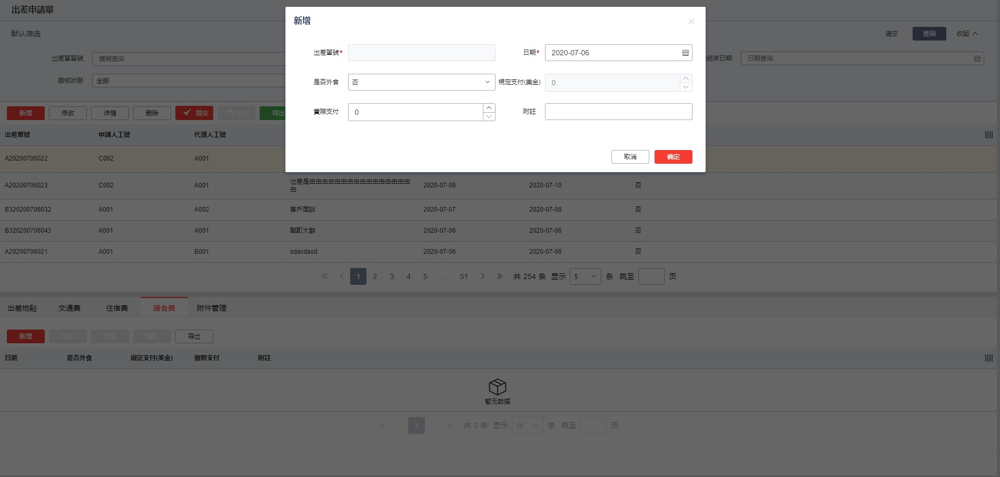 出差申請單
默认筛选
清空
查询
收起
出差單單號
模糊查询
結束日期
日期查询
簽核狀態
全部
新增
修改
详情
删除
提交
收回
导出
出差單號
申請人工號
代理人工號
A20200706022
C002
A001
A20200706023
C002
A001
出差是由由由由由由由由由由由由由由由由
由
2020-07-08
2020-07-10
否
B320200706032
A001
A002
客戶面談
2020-07-07
2020-07-08
否
B320200706043
A001
A001
酩酊大醉
2020-07-06
2020-07-06
否
A20200706021
A001
B001
sdasdasd
2020-07-06
2020-07-06
否
1 2 3 4 5 … 51 共 254 条 显示 5 条 跳至 页
新增
出差單號*
日期*
2020-07-06
是否外食
否
規定支付(美金)
0
實際支付
0
附註
取消
确定
出差地點
交通費
住宿費
膳食費
附件管理
新增
修改
详情
删除
导出
日期
是否外食
規定支付(美金)
實際支付
附註
暂无数据
1 共 0 条 显示 10 条 跳至 页